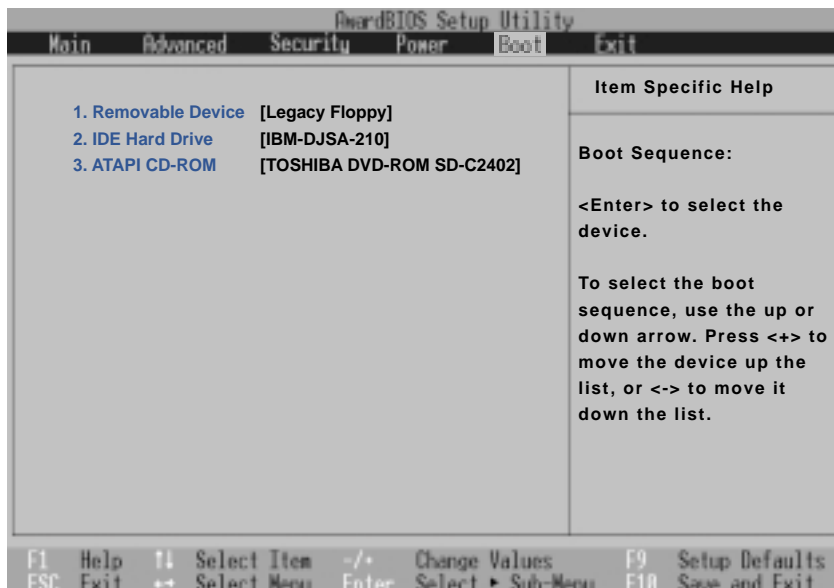 AwardBIOS Setup Utility
Main Advanced Security Power Boot Exit
1. Removable Device [Legacy Floppy]
2. IDE Hard Drive [IBM-DJSA-210]
3. ATAPI CD-ROM [TOSHIBA DVD-ROM SD-C2402]
Item Specific Help
Boot Sequence:
<Enter> to select the
device.
To select the boot
sequence, use the up or
down arrow. Press <+> to
move the device up the
list, or <-> to move it
down the list.
F1 Help ↑↓ Select Item -/+ Change Values F9 Setup Defaults
ESC Exit ←→ Select Menu Enter Select ► Sub-Menu F10 Save and Exit